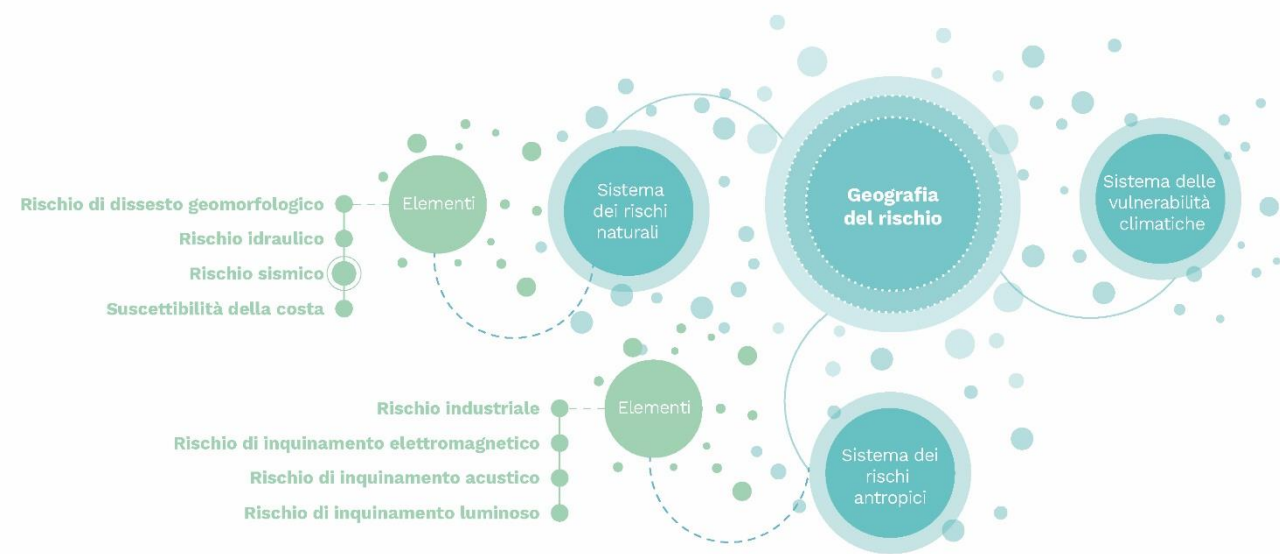 Geografia
del rischio
Sistema
dei rischi
naturali
Elementi
Rischio di dissesto geomorfologico
Rischio idraulico
Rischio sismico
Suscettibilità della costa
Sistema delle
vulnerabilità
climatiche
Sistema dei
rischi
antropici
Elementi
Rischio industriale
Rischio di inquinamento elettromagnetico
Rischio di inquinamento acustico
Rischio di inquinamento luminoso